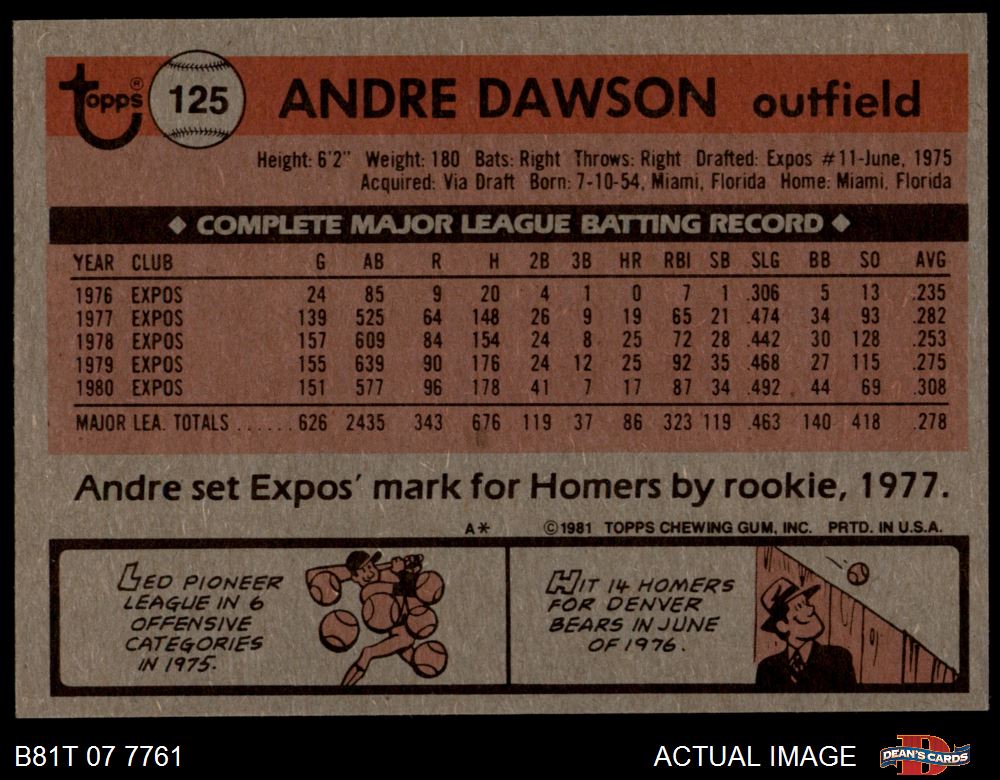 Topps® 125 ANDRE DAWSON outfield
Height: 6'2" Weight: 180 Bats: Right Throws: Right Drafted: Expos #11-June, 1975
Acquired: Via Draft Born: 7-10-54, Miami, Florida Home: Miami, Florida
◆ COMPLETE MAJOR LEAGUE BATTING RECORD ◆
YEAR CLUB G AB R H 2B 3B HR RBI SB SLG BB SO AVG
1976 EXPOS 24 85 9 20 4 1 0 7 1 .306 5 13 .235
1977 EXPOS 139 525 64 148 26 9 19 65 21 .474 34 93 .282
1978 EXPOS 157 609 84 154 24 8 25 72 28 .442 30 128 .253
1979 EXPOS 155 639 90 176 24 12 25 92 35 .468 27 115 .275
1980 EXPOS 151 577 96 178 41 7 17 87 34 .492 44 69 .308
MAJOR LEA. TOTALS ...... 626 2435 343 676 119 37 86 323 119 .463 140 418 .278
Andre set Expos' mark for Homers by rookie, 1977.
A* ©1981 TOPPS CHEWING GUM, INC. PRTD. IN U.S.A.
LED PIONEER
LEAGUE IN 6
OFFENSIVE
CATEGORIES
IN 1975.
HIT 14 HOMERS
FOR DENVER
BEARS IN JUNE
OF 1976.
B81T 07 7761 ACTUAL IMAGE DEAN'S CARDS